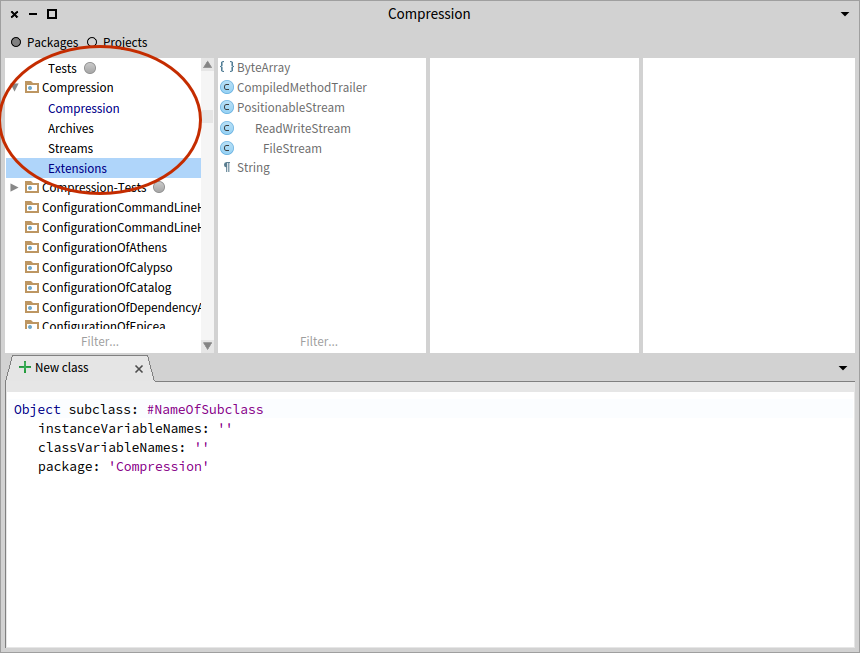 Compression
Packages Projects
Tests
Compression
Compression
Archives
Streams
Extensions
Compression-Tests
ConfigurationCommandLineH
ConfigurationCommandLineH
ConfigurationOfAthens
ConfigurationOfCalypso
ConfigurationOfCatalog
ConfigurationOfDependencyA
ConfigurationOfEpicea
Filter...
{ } ByteArray
C CompiledMethodTrailer
C PositionableStream
C ReadWriteStream
C FileStream
¶ String
Filter...
New class
Object subclass: #NameOfSubclass
instanceVariableNames: ''
classVariableNames: ''
package: 'Compression'